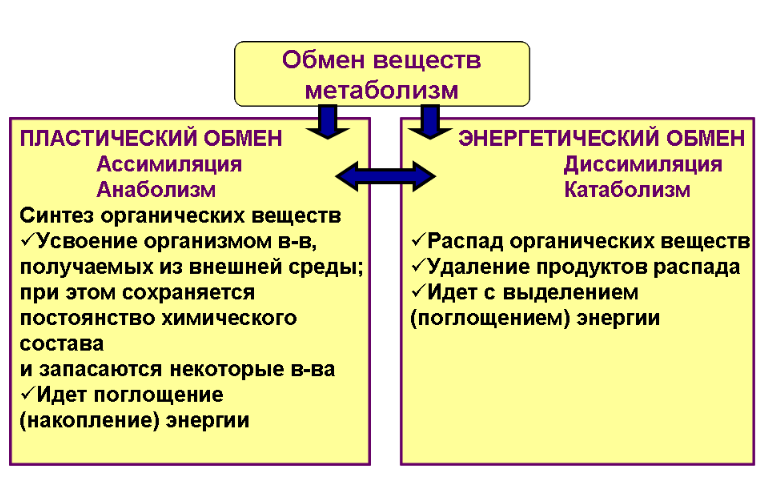 Обмен веществ
метаболизм
ПЛАСТИЧЕСКИЙ ОБМЕН
Ассимиляция
Анаболизм
Синтез органических веществ
✓Усвоение организмом в-в,
получаемых из внешней среды;
при этом сохраняется
постоянство химического
состава
и запасаются некоторые в-ва
✓Идет поглощение
(накопление) энергии
ЭНЕРГЕТИЧЕСКИЙ ОБМЕН
Диссимиляция
Катаболизм
✓Распад органических веществ
✓Удаление продуктов распада
✓Идет с выделением
(поглощением) энергии